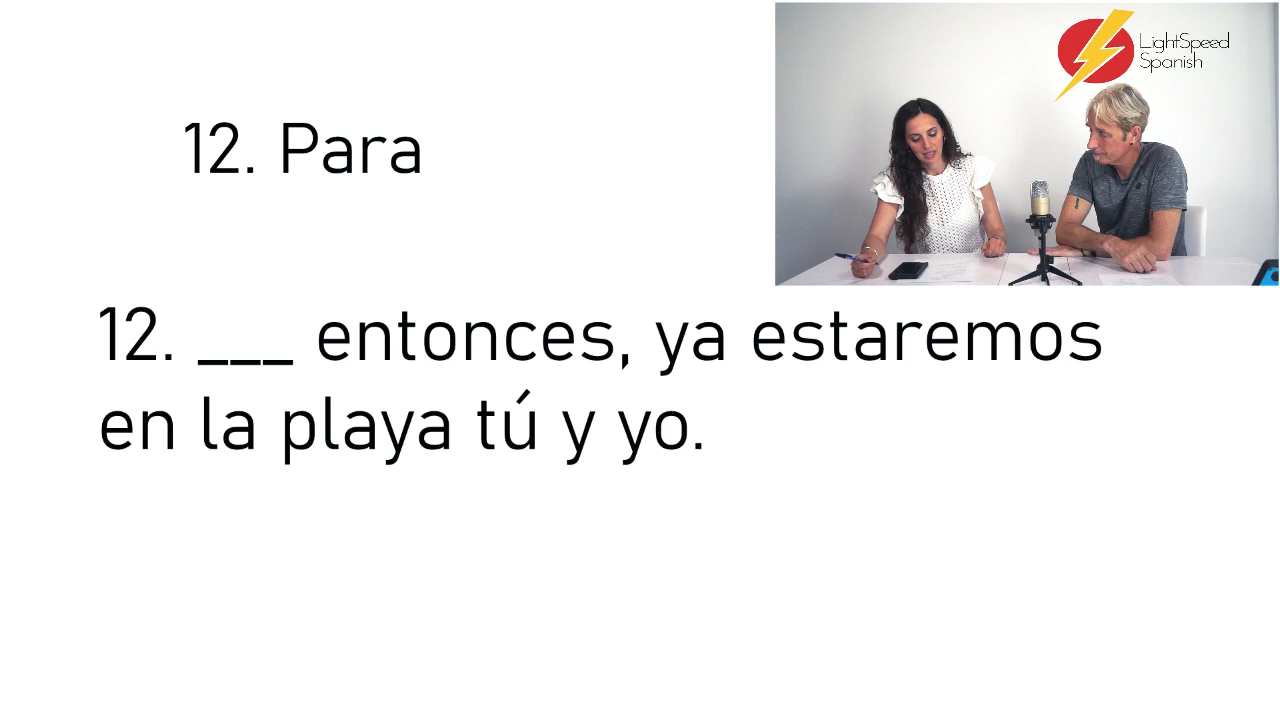 LightSpeed
Spanish
12. Para
12. ___ entonces, ya estaremos
en la playa tú y yo.